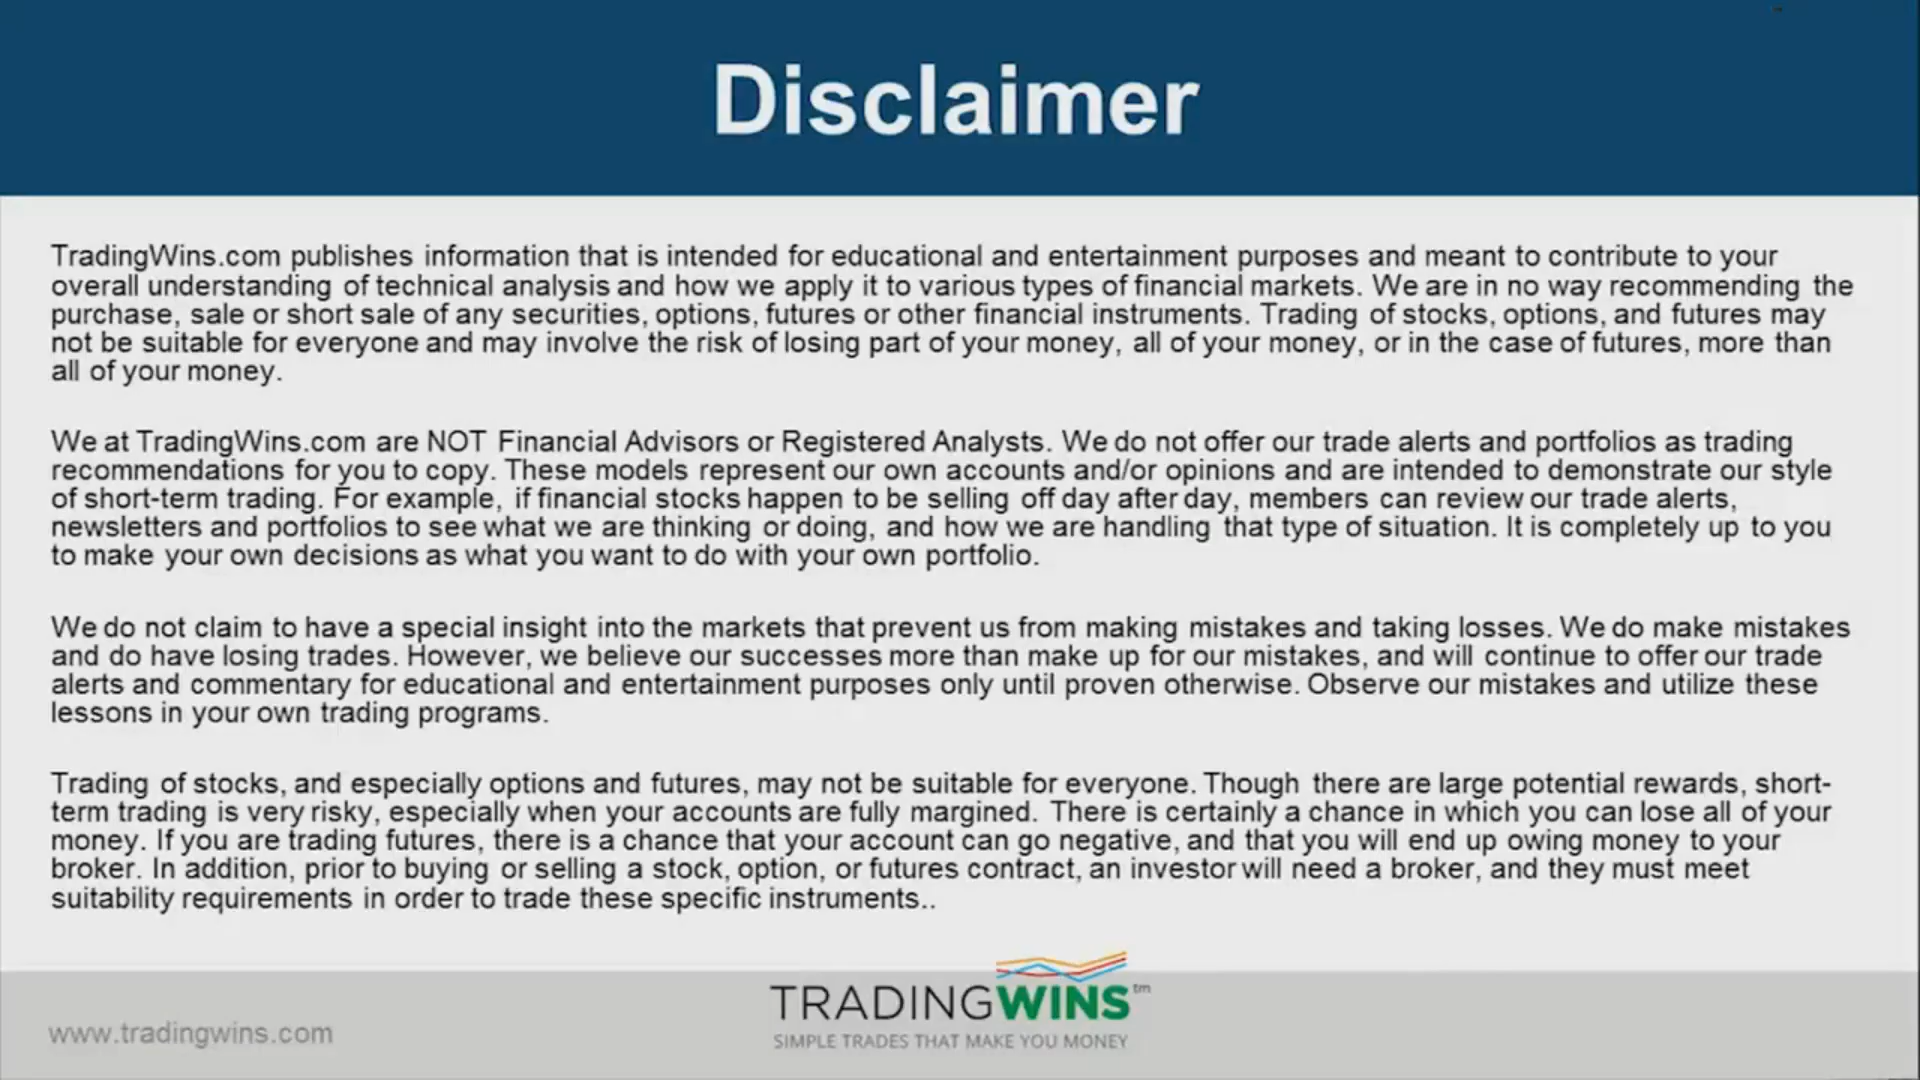 Disclaimer
TradingWins.com publishes information that is intended for educational and entertainment purposes and meant to contribute to your
overall understanding of technical analysis and how we apply it to various types of financial markets. We are in no way recommending the
purchase, sale or short sale of any securities, options, futures or other financial instruments. Trading of stocks, options, and futures may
not be suitable for everyone and may involve the risk of losing part of your money, all of your money, or in the case of futures, more than
all of your money.
We at TradingWins.com are NOT Financial Advisors or Registered Analysts. We do not offer our trade alerts and portfolios as trading
recommendations for you to copy. These models represent our own accounts and/or opinions and are intended to demonstrate our style
of short-term trading. For example, if financial stocks happen to be selling off day after day, members can review our trade alerts,
newsletters and portfolios to see what we are thinking or doing, and how we are handling that type of situation. It is completely up to you
to make your own decisions as what you want to do with your own portfolio.
We do not claim to have a special insight into the markets that prevent us from making mistakes and taking losses. We do make mistakes
and do have losing trades. However, we believe our successes more than make up for our mistakes, and will continue to offer our trade
alerts and commentary for educational and entertainment purposes only until proven otherwise. Observe our mistakes and utilize these
lessons in your own trading programs.
Trading of stocks, and especially options and futures, may not be suitable for everyone. Though there are large potential rewards, short-
term trading is very risky, especially when your accounts are fully margined. There is certainly a chance in which you can lose all of your
money. If you are trading futures, there is a chance that your account can go negative, and that you will end up owing money to your
broker. In addition, prior to buying or selling a stock, option, or futures contract, an investor will need a broker, and they must meet
suitability requirements in order to trade these specific instruments..
TRADINGWINS tm
SIMPLE TRADES THAT MAKE YOU MONEY
www.tradingwins.com